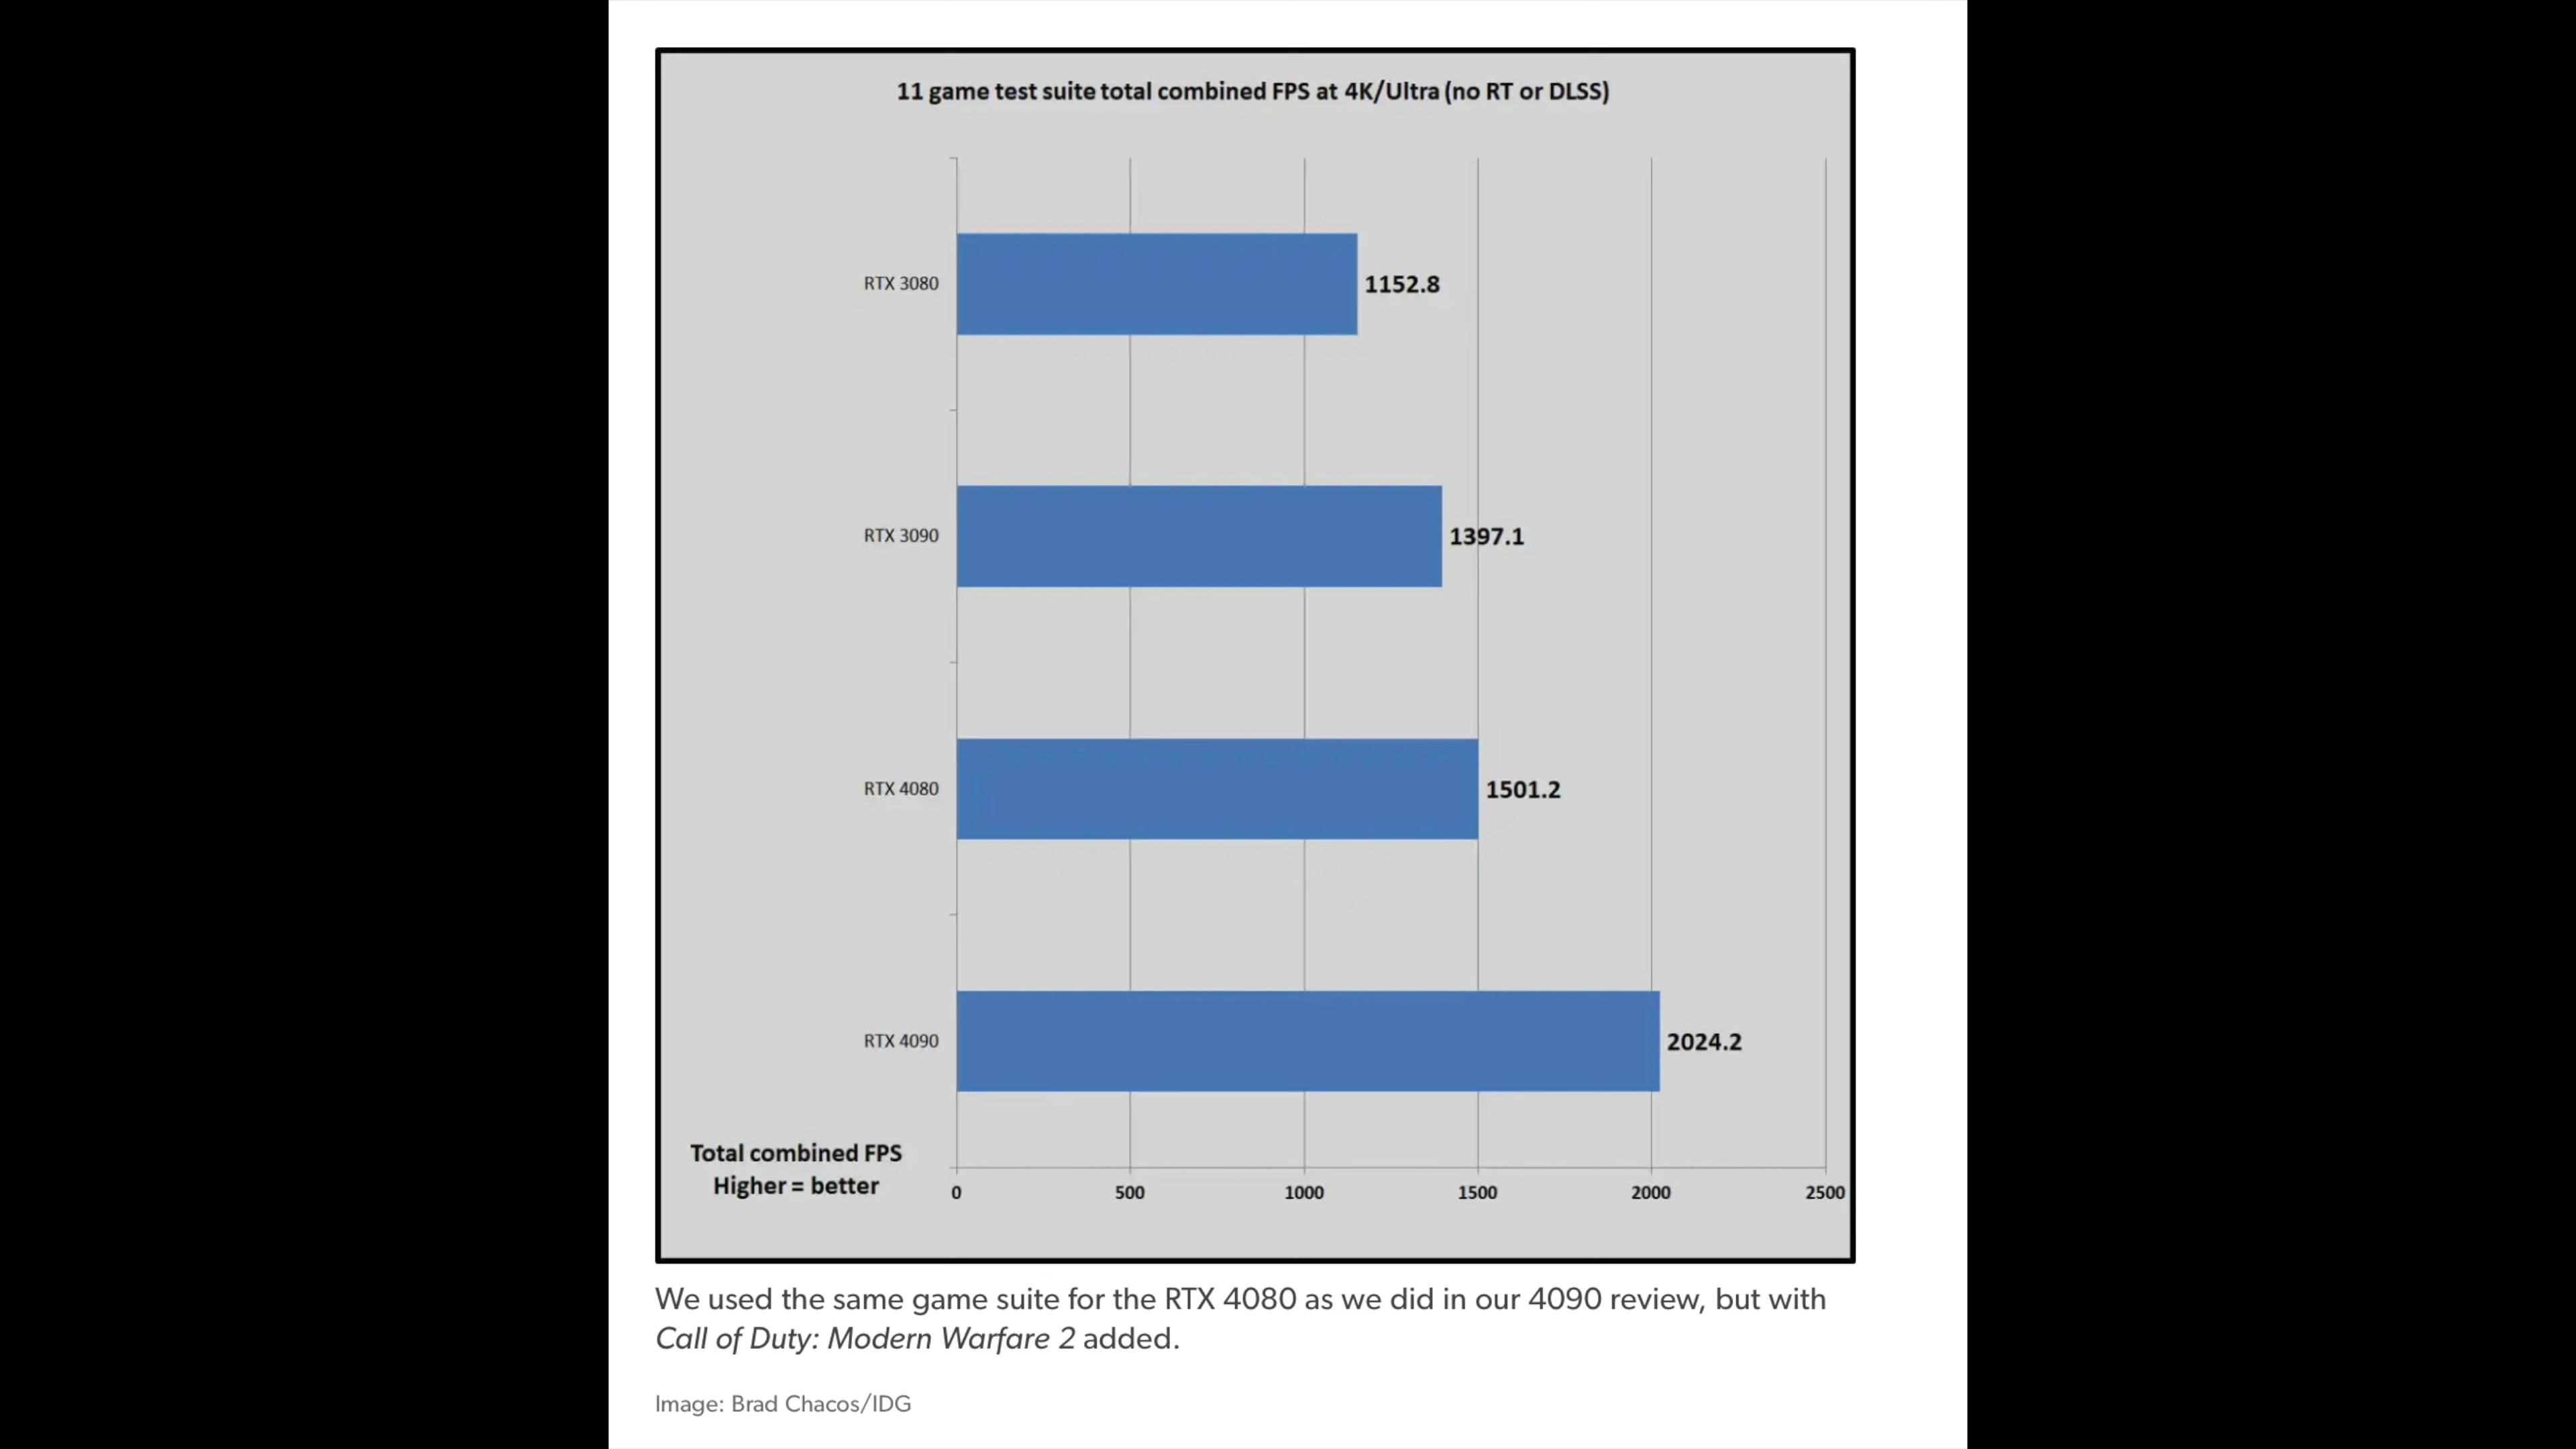 11 game test suite total combined FPS at 4K/Ultra (no RT or DLSS)
RTX 3080
1152.8
RTX 3090
1397.1
RTX 4080
1501.2
RTX 4090
2024.2
Total combined FPS
Higher = better
0 500 1000 1500 2000 2500
We used the same game suite for the RTX 4080 as we did in our 4090 review, but with
Call of Duty: Modern Warfare 2 added.
Image: Brad Chacos/IDG